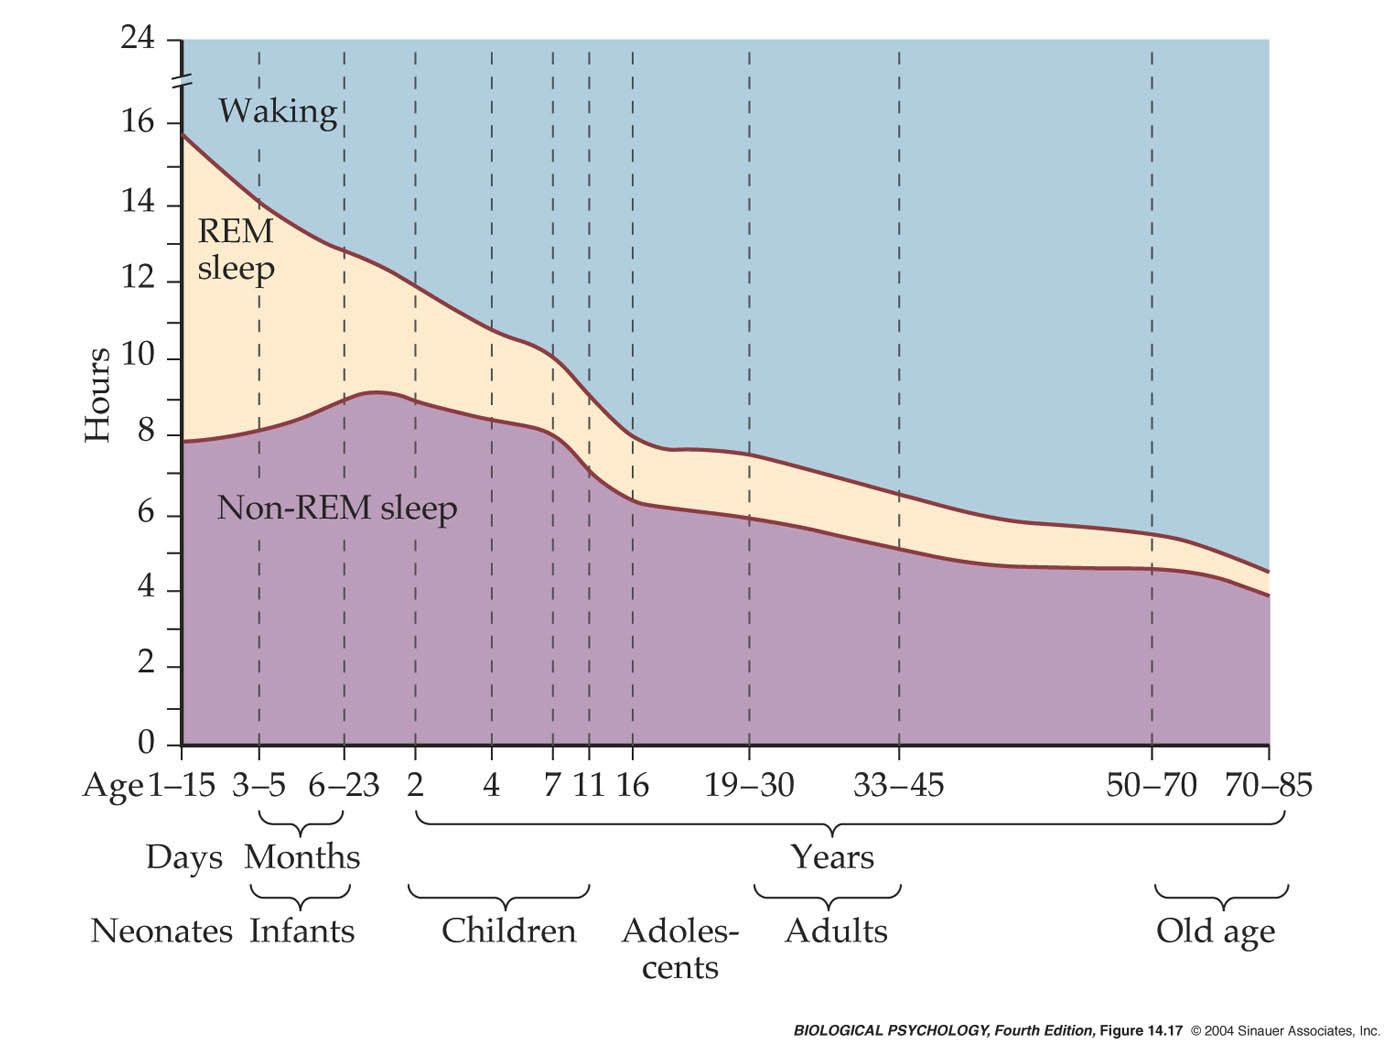 24
Waking
16
14
REM
sleep
12
10
Hours
8
Non-REM sleep
6
4
2
0
Age 1–15 3–5 6–23 2 4 7 11 16 19–30 33–45 50–70 70–85
Days Months Years
Neonates Infants Children Adoles-
cents Adults Old age
BIOLOGICAL PSYCHOLOGY, Fourth Edition, Figure 14.17 © 2004 Sinauer Associates, Inc.